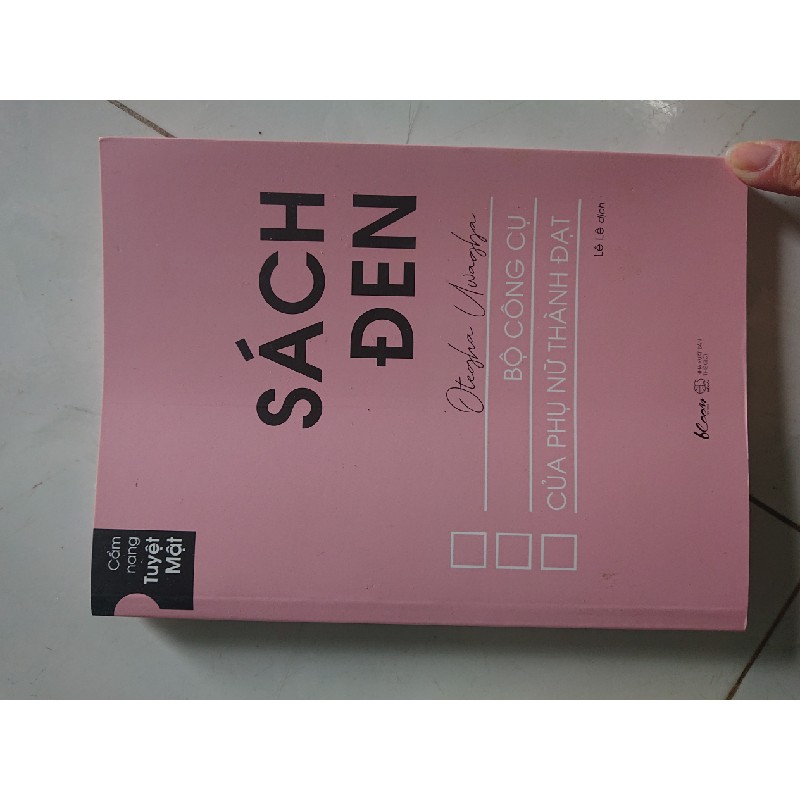 Cẩm
nang
Tuyệt
Mật
SÁCH
ĐEN
Otegha Uwagba
BỘ CÔNG CỤ
CỦA PHỤ NỮ THÀNH ĐẠT
Lê Lê dịch
bloom